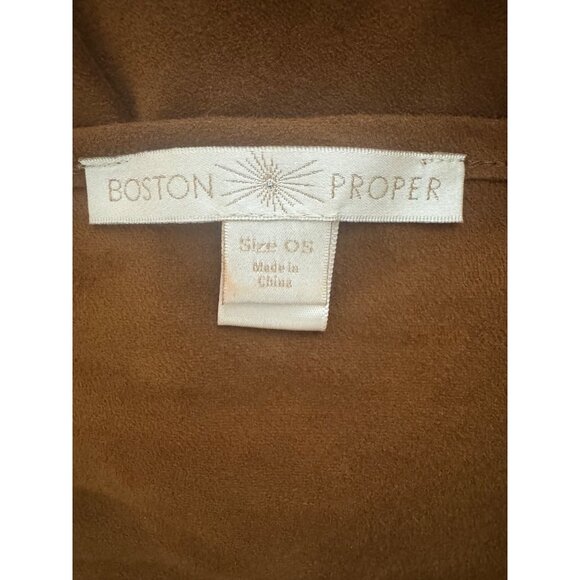 BOSTON PROPER
Size OS
Made in
China